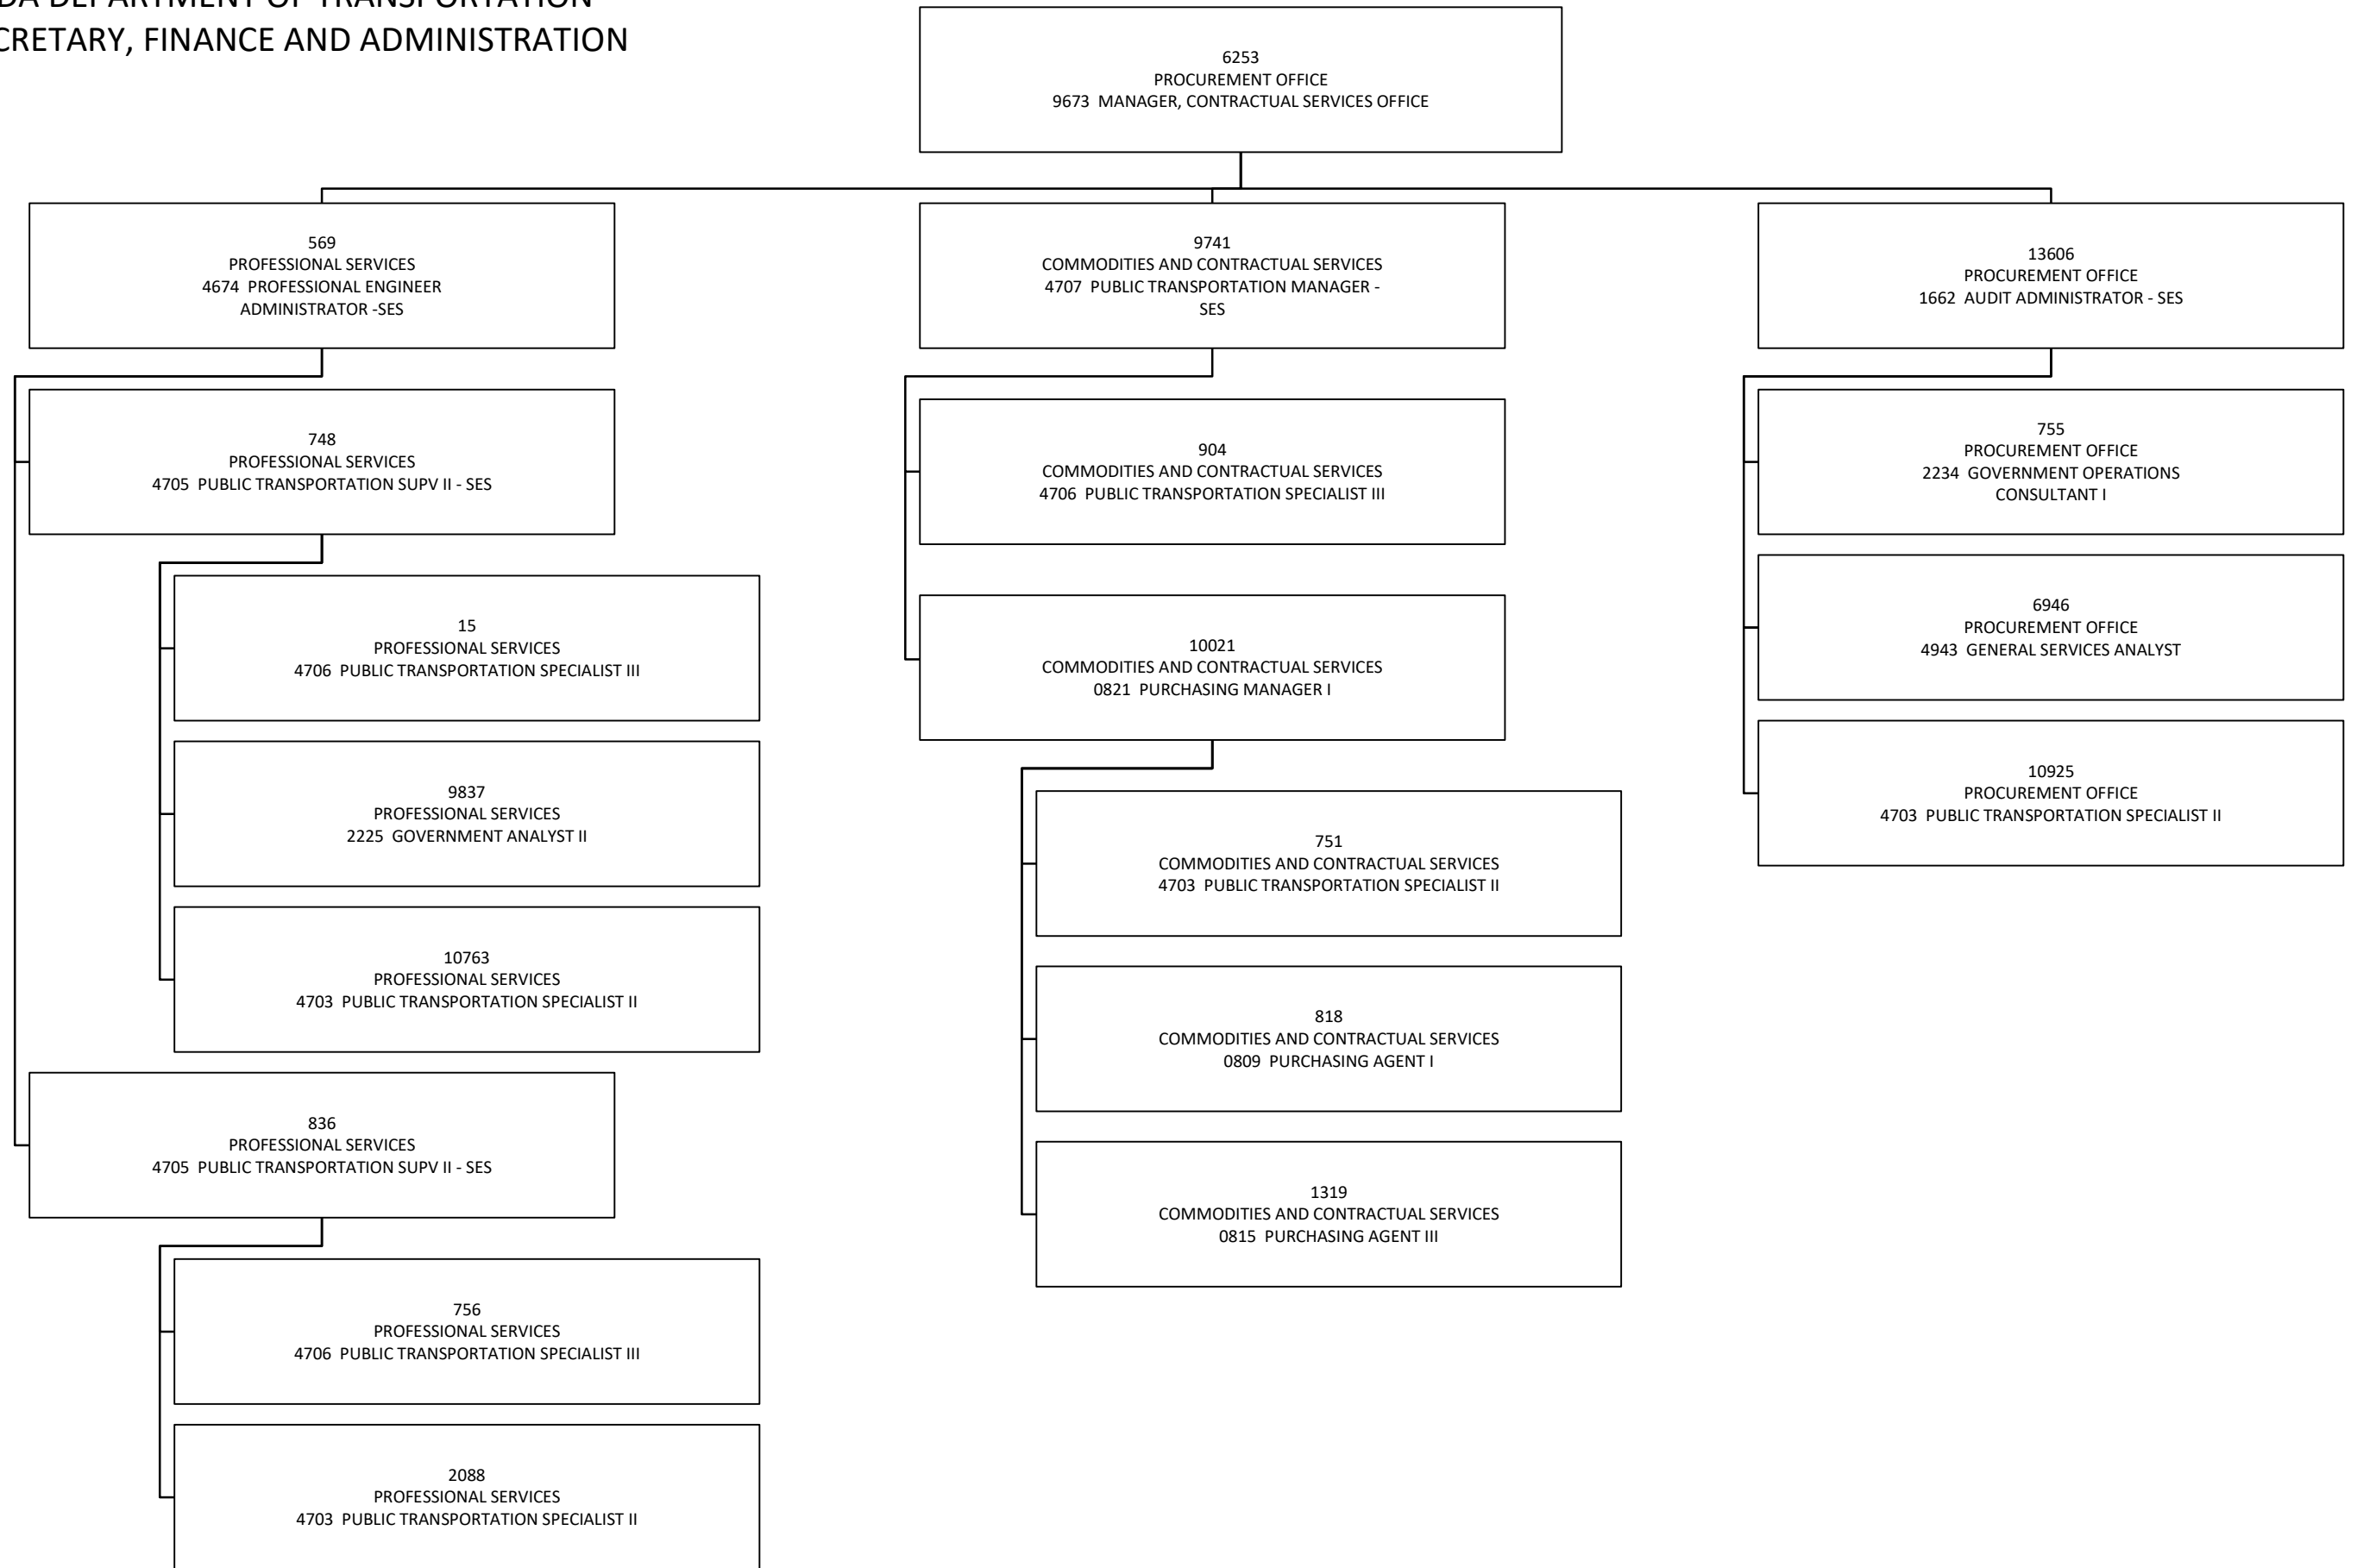 DEPARTMENT OF TRANSPORTATION
FINANCE AND ADMINISTRATION
6253
PROCUREMENT OFFICE
9673 MANAGER, CONTRACTUAL SERVICES OFFICE
569
PROFESSIONAL SERVICES
4674 PROFESSIONAL ENGINEER
ADMINISTRATOR -SES
748
PROFESSIONAL SERVICES
4705 PUBLIC TRANSPORTATION SUPV II - SES
15
PROFESSIONAL SERVICES
4706 PUBLIC TRANSPORTATION SPECIALIST III
9837
PROFESSIONAL SERVICES
2225 GOVERNMENT ANALYST II
10763
PROFESSIONAL SERVICES
4703 PUBLIC TRANSPORTATION SPECIALIST II
836
PROFESSIONAL SERVICES
4705 PUBLIC TRANSPORTATION SUPV II - SES
756
PROFESSIONAL SERVICES
4706 PUBLIC TRANSPORTATION SPECIALIST III
2088
PROFESSIONAL SERVICES
4703 PUBLIC TRANSPORTATION SPECIALIST II
9741
COMMODITIES AND CONTRACTUAL SERVICES
4707 PUBLIC TRANSPORTATION MANAGER -
SES
904
COMMODITIES AND CONTRACTUAL SERVICES
4706 PUBLIC TRANSPORTATION SPECIALIST III
10021
COMMODITIES AND CONTRACTUAL SERVICES
0821 PURCHASING MANAGER I
751
COMMODITIES AND CONTRACTUAL SERVICES
4703 PUBLIC TRANSPORTATION SPECIALIST II
818
COMMODITIES AND CONTRACTUAL SERVICES
0809 PURCHASING AGENT I
1319
COMMODITIES AND CONTRACTUAL SERVICES
0815 PURCHASING AGENT III
13606
PROCUREMENT OFFICE
1662 AUDIT ADMINISTRATOR - SES
755
PROCUREMENT OFFICE
2234 GOVERNMENT OPERATIONS
CONSULTANT I
6946
PROCUREMENT OFFICE
4943 GENERAL SERVICES ANALYST
10925
PROCUREMENT OFFICE
4703 PUBLIC TRANSPORTATION SPECIALIST II